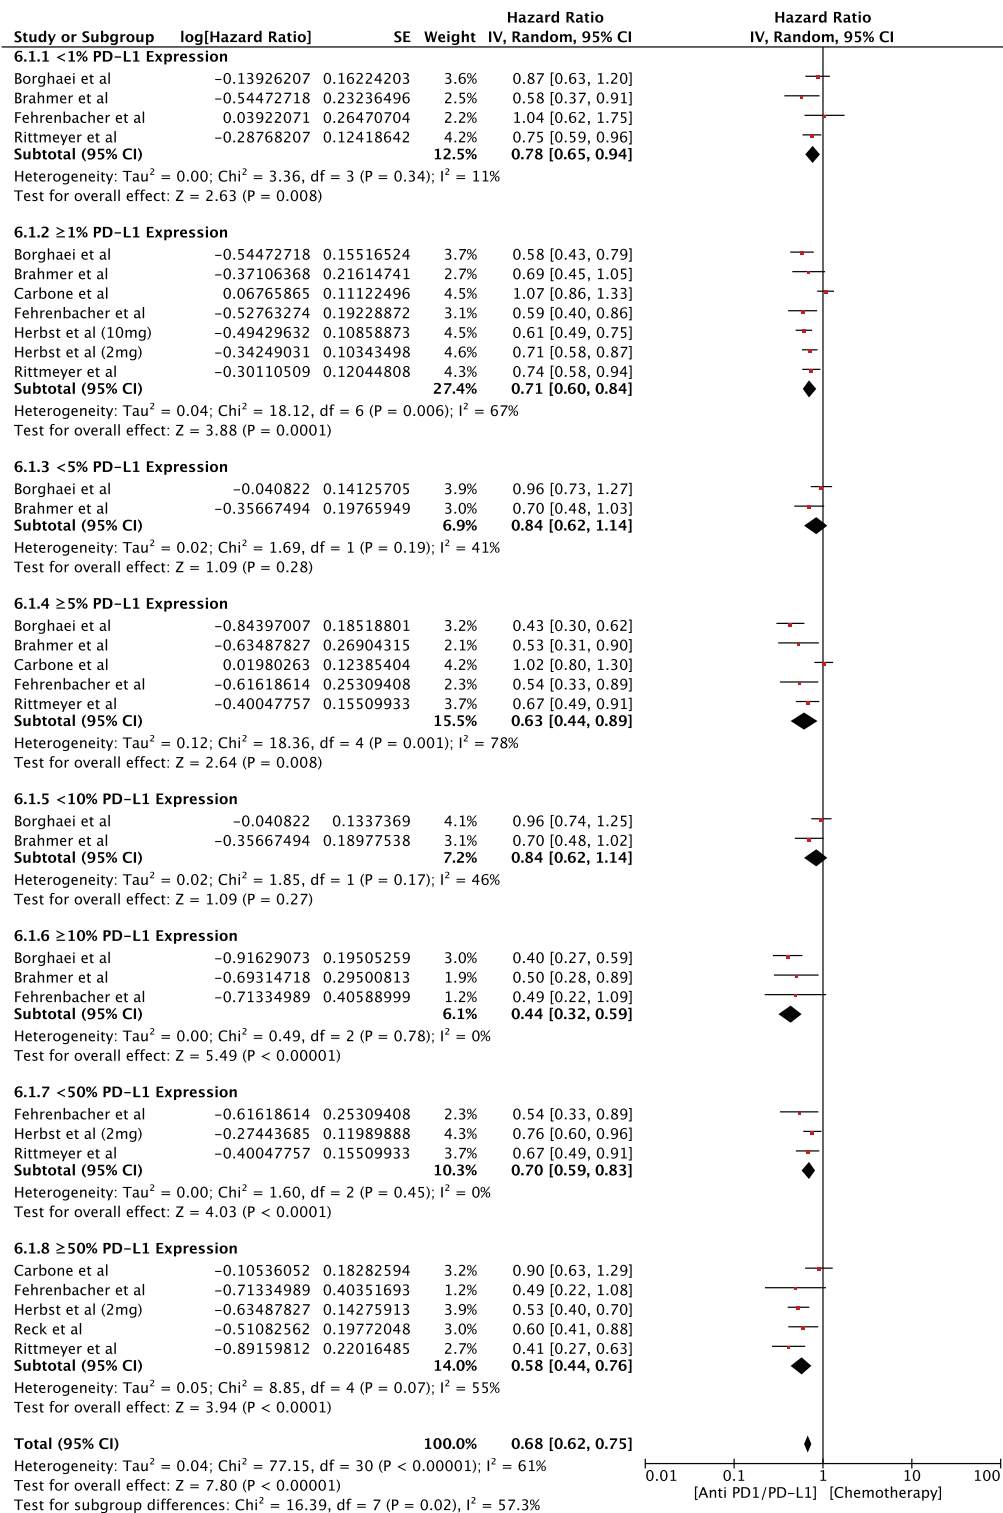 Hazard Ratio Hazard Ratio
Study or Subgroup log[Hazard Ratio] SE Weight IV, Random, 95% CI IV, Random, 95% CI
6.1.1 <1% PD-L1 Expression
Borghaei et al -0.13926207 0.16224203 3.6% 0.87 [0.63, 1.20]
Brahmer et al -0.54472718 0.23236496 2.5% 0.58 [0.37, 0.91]
Fehrenbacher et al 0.03922071 0.26470704 2.2% 1.04 [0.62, 1.75]
Rittmeyer et al -0.28768207 0.12418642 4.2% 0.75 [0.59, 0.96]
Subtotal (95% CI) 12.5% 0.78 [0.65, 0.94]
Heterogeneity: Tau² = 0.00; Chi² = 3.36, df = 3 (P = 0.34); I² = 11%
Test for overall effect: Z = 2.63 (P = 0.008)
6.1.2 ≥1% PD-L1 Expression
Borghaei et al -0.54472718 0.15516524 3.7% 0.58 [0.43, 0.79]
Brahmer et al -0.37106368 0.21614741 2.7% 0.69 [0.45, 1.05]
Carbone et al 0.06765865 0.11122496 4.5% 1.07 [0.86, 1.33]
Fehrenbacher et al -0.52763274 0.19228872 3.1% 0.59 [0.40, 0.86]
Herbst et al (10mg) -0.49429632 0.10858873 4.5% 0.61 [0.49, 0.75]
Herbst et al (2mg) -0.34249031 0.10343498 4.6% 0.71 [0.58, 0.87]
Rittmeyer et al -0.30110509 0.12044808 4.3% 0.74 [0.58, 0.94]
Subtotal (95% CI) 27.4% 0.71 [0.60, 0.84]
Heterogeneity: Tau² = 0.04; Chi² = 18.12, df = 6 (P = 0.006); I² = 67%
Test for overall effect: Z = 3.88 (P = 0.0001)
6.1.3 <5% PD-L1 Expression
Borghaei et al -0.040822 0.14125705 3.9% 0.96 [0.73, 1.27]
Brahmer et al -0.35667494 0.19765949 3.0% 0.70 [0.48, 1.03]
Subtotal (95% CI) 6.9% 0.84 [0.62, 1.14]
Heterogeneity: Tau² = 0.02; Chi² = 1.69, df = 1 (P = 0.19); I² = 41%
Test for overall effect: Z = 1.09 (P = 0.28)
6.1.4 ≥5% PD-L1 Expression
Borghaei et al -0.84397007 0.18518801 3.2% 0.43 [0.30, 0.62]
Brahmer et al -0.63487827 0.26904315 2.1% 0.53 [0.31, 0.90]
Carbone et al 0.01980263 0.12385404 4.2% 1.02 [0.80, 1.30]
Fehrenbacher et al -0.61618614 0.25309408 2.3% 0.54 [0.33, 0.89]
Rittmeyer et al -0.40047757 0.15509933 3.7% 0.67 [0.49, 0.91]
Subtotal (95% CI) 15.5% 0.63 [0.44, 0.89]
Heterogeneity: Tau² = 0.12; Chi² = 18.36, df = 4 (P = 0.001); I² = 78%
Test for overall effect: Z = 2.64 (P = 0.008)
6.1.5 <10% PD-L1 Expression
Borghaei et al -0.040822 0.1337369 4.1% 0.96 [0.74, 1.25]
Brahmer et al -0.35667494 0.18977538 3.1% 0.70 [0.48, 1.02]
Subtotal (95% CI) 7.2% 0.84 [0.62, 1.14]
Heterogeneity: Tau² = 0.02; Chi² = 1.85, df = 1 (P = 0.17); I² = 46%
Test for overall effect: Z = 1.09 (P = 0.27)
6.1.6 ≥10% PD-L1 Expression
Borghaei et al -0.91629073 0.19505259 3.0% 0.40 [0.27, 0.59]
Brahmer et al -0.69314718 0.29500813 1.9% 0.50 [0.28, 0.89]
Fehrenbacher et al -0.71334989 0.40588999 1.2% 0.49 [0.22, 1.09]
Subtotal (95% CI) 6.1% 0.44 [0.32, 0.59]
Heterogeneity: Tau² = 0.00; Chi² = 0.49, df = 2 (P = 0.78); I² = 0%
Test for overall effect: Z = 5.49 (P < 0.00001)
6.1.7 <50% PD-L1 Expression
Fehrenbacher et al -0.61618614 0.25309408 2.3% 0.54 [0.33, 0.89]
Herbst et al (2mg) -0.27443685 0.11989888 4.3% 0.76 [0.60, 0.96]
Rittmeyer et al -0.40047757 0.15509933 3.7% 0.67 [0.49, 0.91]
Subtotal (95% CI) 10.3% 0.70 [0.59, 0.83]
Heterogeneity: Tau² = 0.00; Chi² = 1.60, df = 2 (P = 0.45); I² = 0%
Test for overall effect: Z = 4.03 (P < 0.0001)
6.1.8 ≥50% PD-L1 Expression
Carbone et al -0.10536052 0.18282594 3.2% 0.90 [0.63, 1.29]
Fehrenbacher et al -0.71334989 0.40351693 1.2% 0.49 [0.22, 1.08]
Herbst et al (2mg) -0.63487827 0.14275913 3.9% 0.53 [0.40, 0.70]
Reck et al -0.51082562 0.19772048 3.0% 0.60 [0.41, 0.88]
Rittmeyer et al -0.89159812 0.22016485 2.7% 0.41 [0.27, 0.63]
Subtotal (95% CI) 14.0% 0.58 [0.44, 0.76]
Heterogeneity: Tau² = 0.05; Chi² = 8.85, df = 4 (P = 0.07); I² = 55%
Test for overall effect: Z = 3.94 (P < 0.0001)
Total (95% CI) 100.0% 0.68 [0.62, 0.75]
Heterogeneity: Tau² = 0.04; Chi² = 77.15, df = 30 (P < 0.00001); I² = 61%
Test for overall effect: Z = 7.80 (P < 0.00001)
Test for subgroup differences: Chi² = 16.39, df = 7 (P = 0.02), I² = 57.3%
0.01 0.1 1 10 100
[Anti PD1/PD-L1] [Chemotherapy]